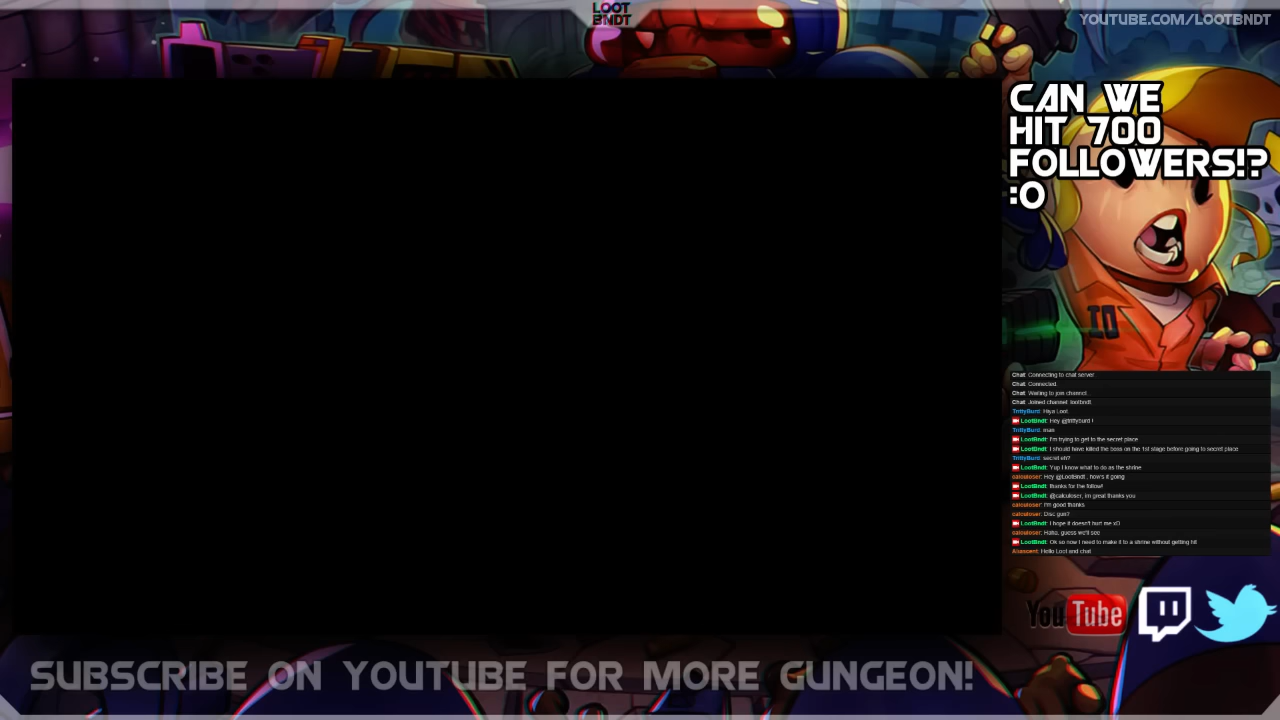 LOOT
BNDT
YOUTUBE.COM/LOOTBNDT
CAN WE
HIT 700
FOLLOWERS!?
:O
IO
Chat: Connecting to chat server
Chat: Connected
Chat: Waiting to join channel...
Chat: Joined channel: lootbndt.
TrittyBurd: Hiya Loot.
LootBndt: Hey @trittyburd !
TrittyBurd: man
LootBndt: I'm trying to get to the secret place
LootBndt: I should have killed the boss on the 1st stage before going to secret place
TrittyBurd: secret eh?
LootBndt: Yup I know what to do as the shrine
calculoser: Hey @LootBndt , how's it going
LootBndt: thanks for the follow!
LootBndt: @calculoser, im great thank you
calculoser: I'm good thanks
calculoser: Disc gun?
LootBndt: I hope it doesn't hurt me xD
calculoser: Haha, guess we'll see
LootBndt: Ok so now I need to make it to a shrine without getting hit
Aliascent: Hello Loot and chat
YouTube
SUBSCRIBE ON YOUTUBE FOR MORE GUNGEON!